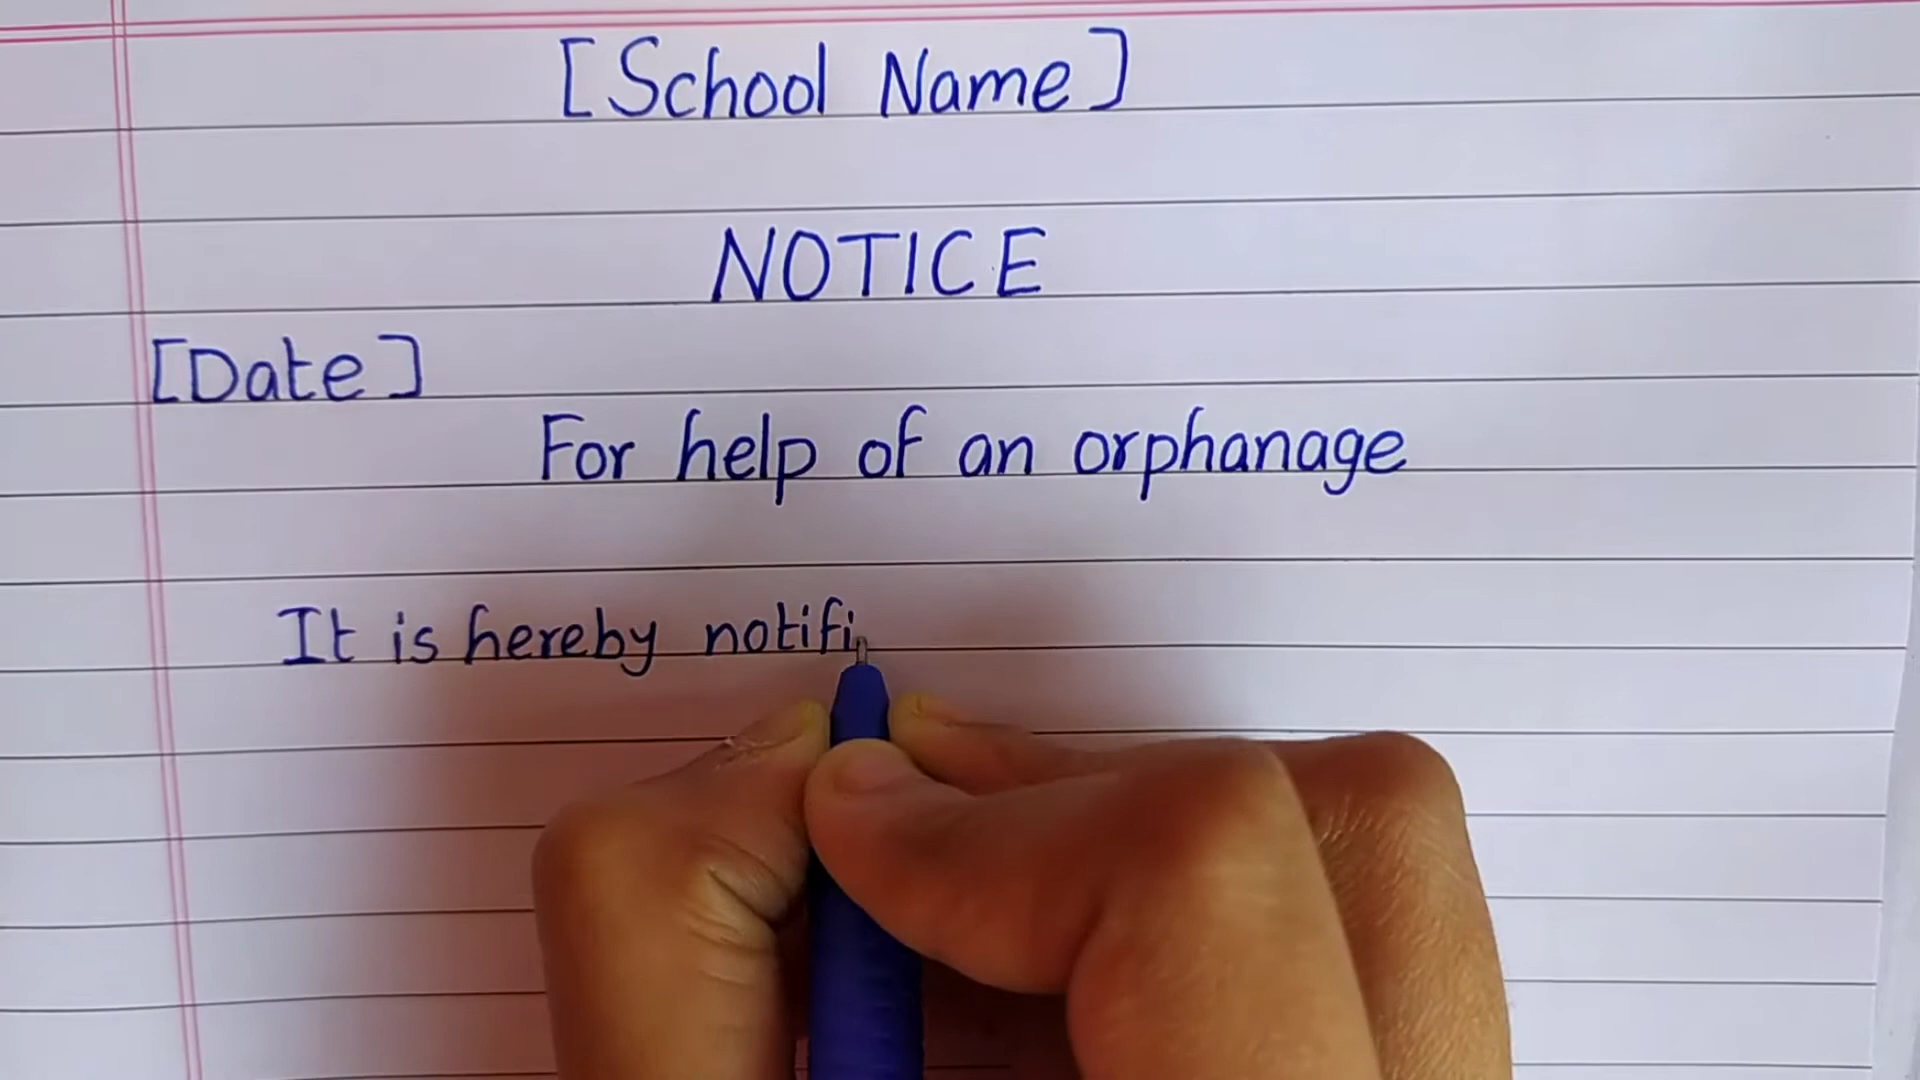 [School Name]
NOTICE
[Date]
For help of an orphanage
It is hereby notifi